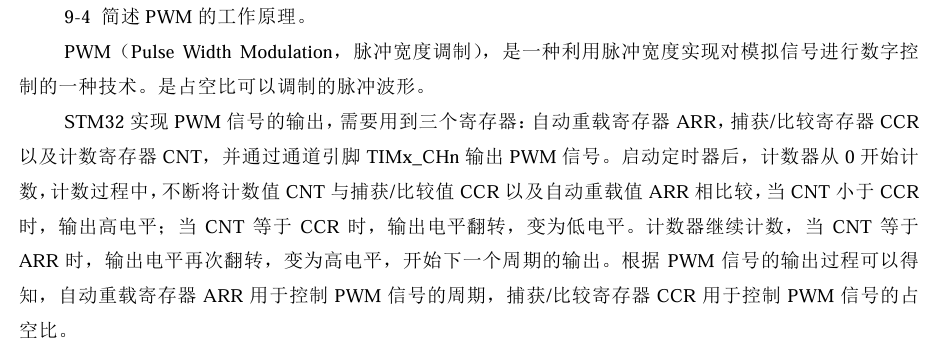 9-4 简述 PWM 的工作原理。
PWM（Pulse Width Modulation，脉冲宽度调制），是一种利用脉冲宽度实现对模拟信号进行数字控
制的一种技术。是占空比可以调制的脉冲波形。
STM32 实现 PWM 信号的输出，需要用到三个寄存器：自动重载寄存器 ARR，捕获/比较寄存器 CCR
以及计数寄存器 CNT，并通过通道引脚 TIMx_CHn 输出 PWM 信号。启动定时器后，计数器从 0 开始计
数，计数过程中，不断将计数值 CNT 与捕获/比较值 CCR 以及自动重载值 ARR 相比较，当 CNT 小于 CCR
时，输出高电平；当 CNT 等于 CCR 时，输出电平翻转，变为低电平。计数器继续计数，当 CNT 等于
ARR 时，输出电平再次翻转，变为高电平，开始下一个周期的输出。根据 PWM 信号的输出过程可以得
知，自动重载寄存器 ARR 用于控制 PWM 信号的周期，捕获/比较寄存器 CCR 用于控制 PWM 信号的占
空比。